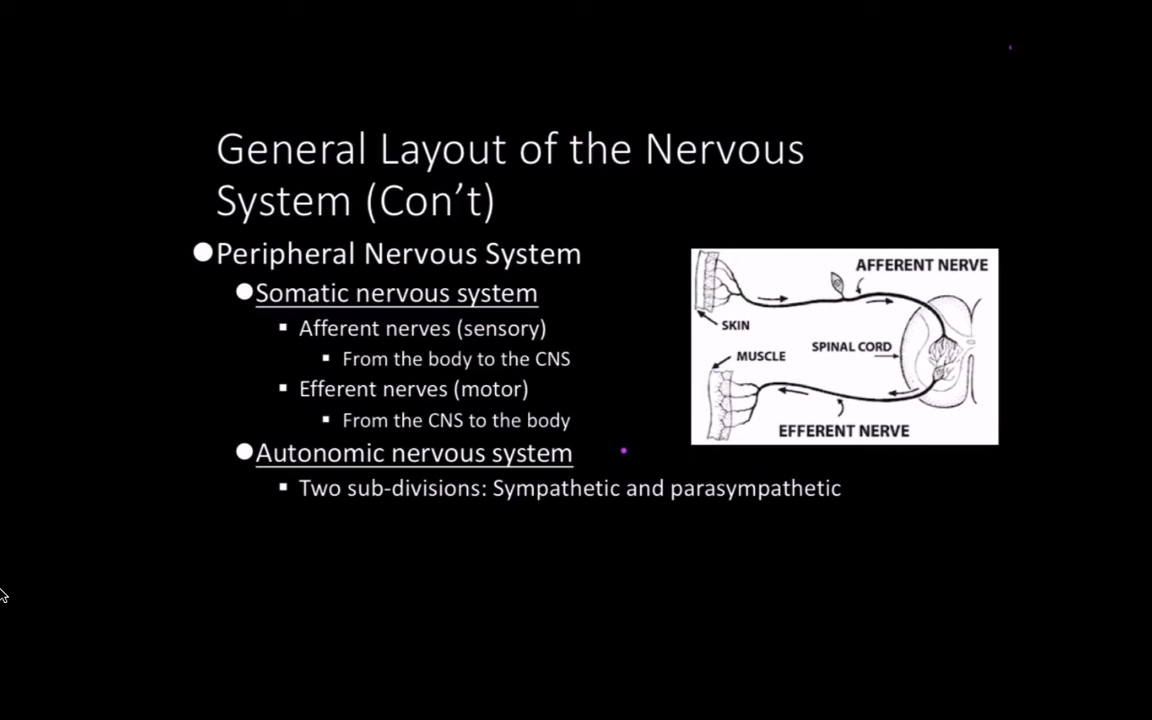 General Layout of the Nervous
System (Con’t)
Peripheral Nervous System
Somatic nervous system
Afferent nerves (sensory)
From the body to the CNS
Efferent nerves (motor)
From the CNS to the body
Autonomic nervous system
Two sub-divisions: Sympathetic and parasympathetic
AFFERENT NERVE
SKIN
SPINAL CORD
MUSCLE
EFFERENT NERVE